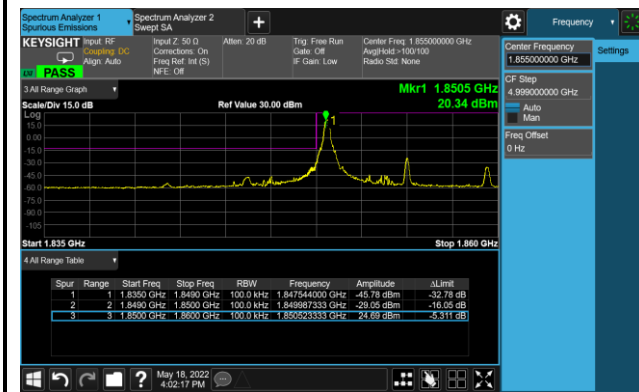 Spectrum Analyzer 1
Spurious Emissions
Spectrum Analyzer 2
Swept SA
+
Frequency
KEYSIGHT
Input: RF
Coupling: DC
Align: Auto
Input Z: 50 Ω
Corrections: On
Freq Ref: Int (S)
NFE: Off
Atten: 20 dB
Trig: Free Run
Gate: Off
IF Gain: Low
Center Freq: 1.855000000 GHz
Avg|Hold:>100/100
Radio Std: None
PASS
Center Frequency
1.855000000 GHz
Settings
CF Step
4.999000000 GHz
Auto
Man
Freq Offset
0 Hz
3 All Range Graph
Mkr1 1.8505 GHz
Scale/Div 15.0 dB
Ref Value 30.00 dBm
20.34 dBm
Log
15.0
0.00
-15.0
-30.0
-45.0
-60.0
-75.0
-90.0
-105
1
Start 1.835 GHz
Stop 1.860 GHz
4 All Range Table
Spur Range Start Freq Stop Freq RBW Frequency Amplitude ΔLimit
1 1 1.8350 GHz 1.8490 GHz 100.0 kHz 1.847544000 GHz -45.78 dBm -32.78 dB
2 2 1.8490 GHz 1.8500 GHz 100.0 kHz 1.849987333 GHz -29.05 dBm -16.05 dB
3 3 1.8500 GHz 1.8600 GHz 100.0 kHz 1.850523333 GHz 24.69 dBm -5.311 dB
?
May 18, 2022
4:02:17 PM